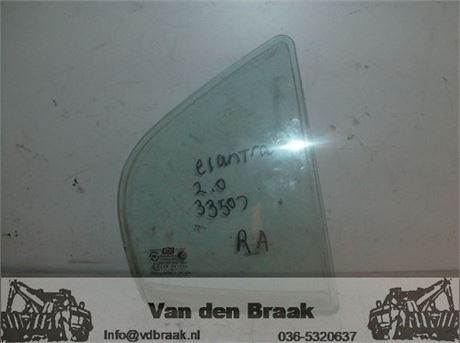 elantra
2.0
33507
RA
Van den Braak
Info@vdbraak.nl
036-5320637